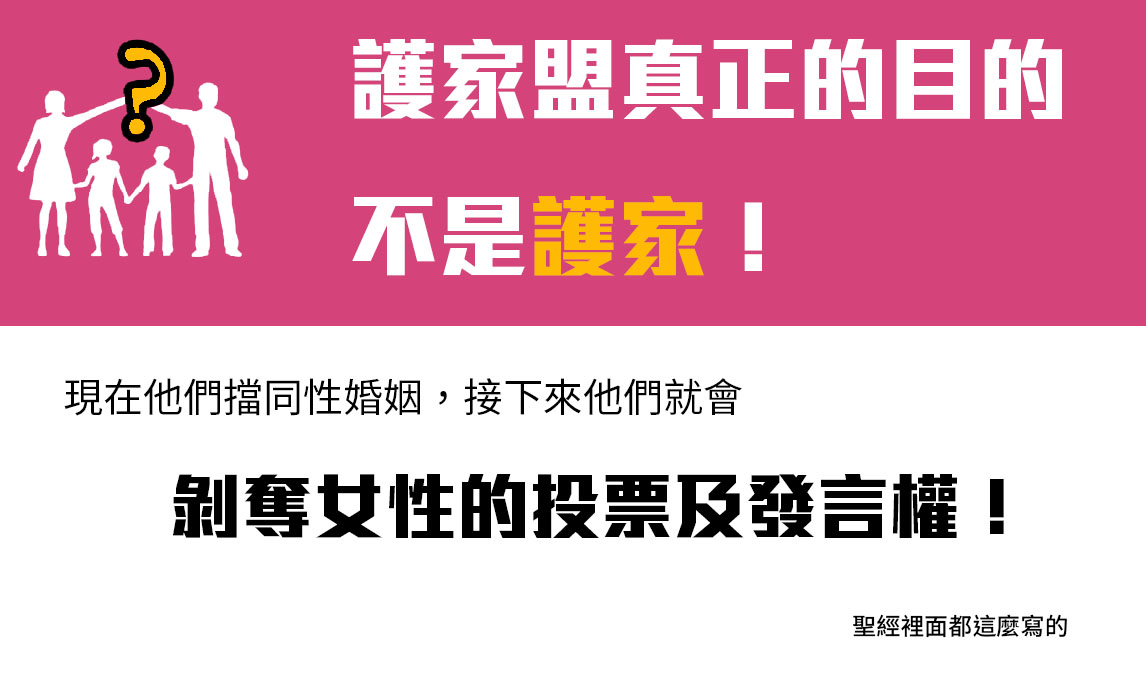 護家盟真正的目的
不是護家！
現在他們擋同性婚姻，接下來他們就會
剝奪女性的投票及發言權！
聖經裡面都這麼寫的